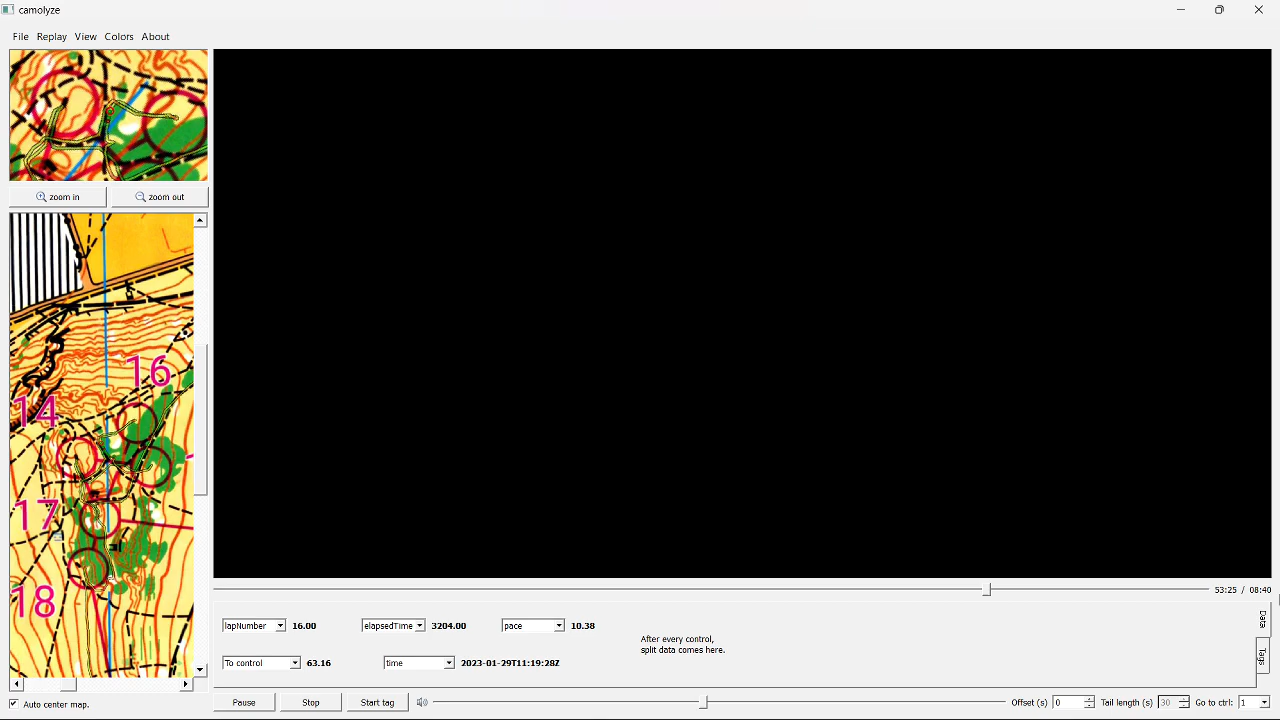 camolyze
File Replay View Colors About
zoom in zoom out
16
14
17
18
53:25 / 08:40
lapNumber 16.00 elapsedTime 3204.00 pace 10.38
After every control,
split data comes here.
To control 63.16 time 2023-01-29T11:19:28Z
Data
Tags
Auto center map.
Pause Stop Start tag Offset (s) 0 Tail length (s) 30 Go to ctrl: 1